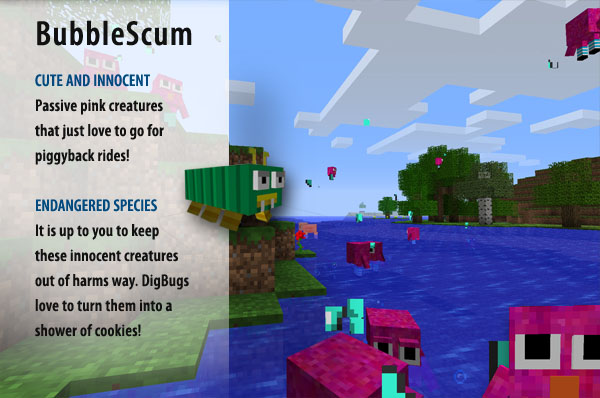 BubbleScum
CUTE AND INNOCENT
Passive pink creatures
that just love to go for
piggyback rides!
ENDANGERED SPECIES
It is up to you to keep
these innocent creatures
out of harms way. DigBugs
love to turn them into a
shower of cookies!